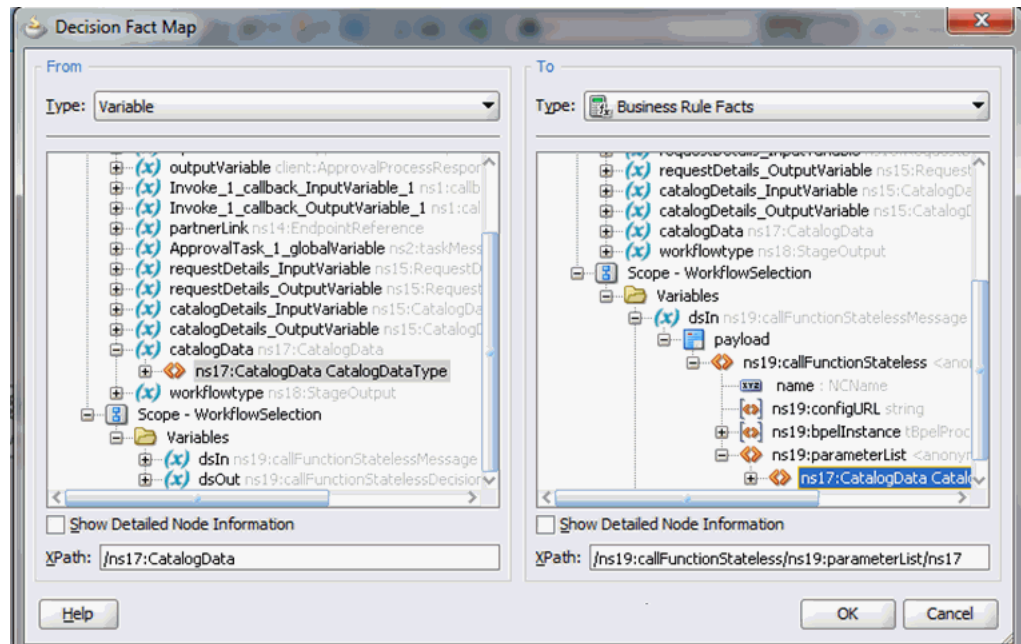 Decision Fact Map
From
Type: Variable
outputVariable client:ApprovalProcessRespor
Invoke_1_callback_InputVariable_1 ns1:callb
Invoke_1_callback_OutputVariable_1 ns1:cal
partnerLink ns14:EndpointReference
ApprovalTask_1_globalVariable ns2:taskMess
requestDetails_InputVariable ns15:RequestD
requestDetails_OutputVariable ns15:Request
catalogDetails_InputVariable ns15:CatalogDa
catalogDetails_OutputVariable ns15:CatalogD
catalogData ns17:CatalogData
ns17:CatalogData CatalogDataType
workflowtype ns18:StageOutput
Scope - WorkflowSelection
Variables
dsIn ns19:callFunctionStatelessMessage
dsOut ns19:callFunctionStatelessDecision
Show Detailed Node Information
XPath: /ns17:CatalogData
To
Type: Business Rule Facts
requestDetails_OutputVariable ns15:Request
catalogDetails_InputVariable ns15:CatalogDa
catalogDetails_OutputVariable ns15:CatalogD
catalogData ns17:CatalogData
workflowtype ns18:StageOutput
Scope - WorkflowSelection
Variables
dsIn ns19:callFunctionStatelessMessage
payload
ns19:callFunctionStateless <anon
XYZ name : NCName
ns19:configURL string
ns19:bpelInstance tBpelProc
ns19:parameterList <anonyr
ns17:CatalogData Catalo
Show Detailed Node Information
XPath: /ns19:callFunctionStateless/ns19:parameterList/ns17
Help
OK
Cancel